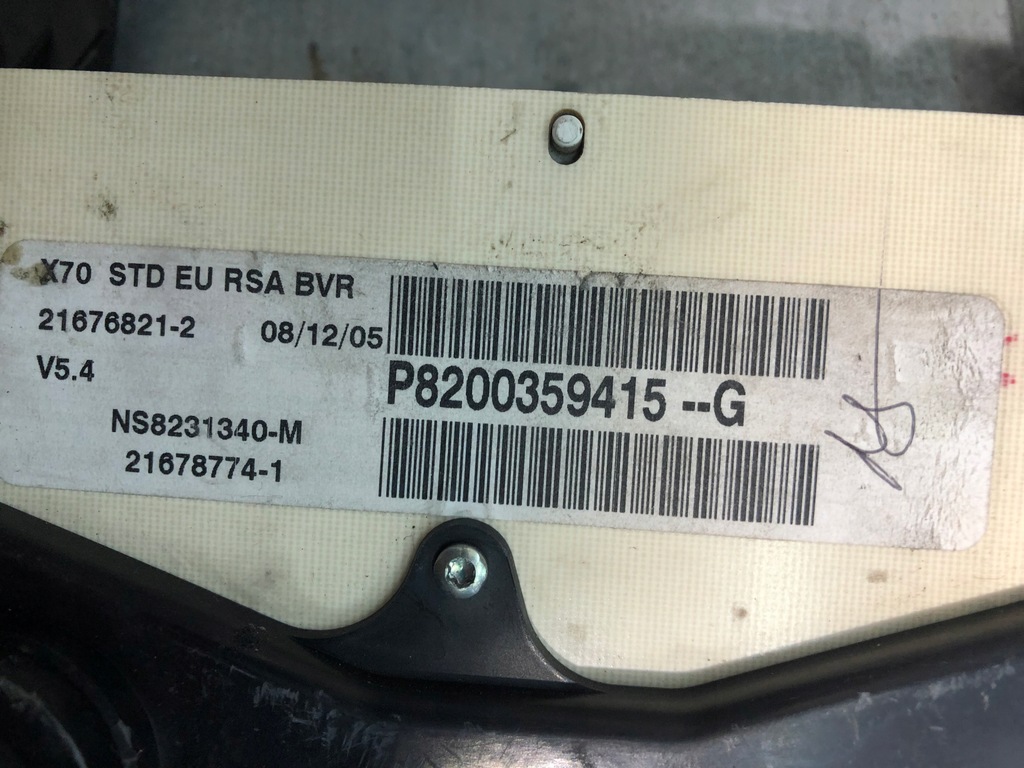 X70 STD EU RSA BVR
21676821-2 08/12/05
V5.4
P8200359415 --G
NS8231340-M
21678774-1